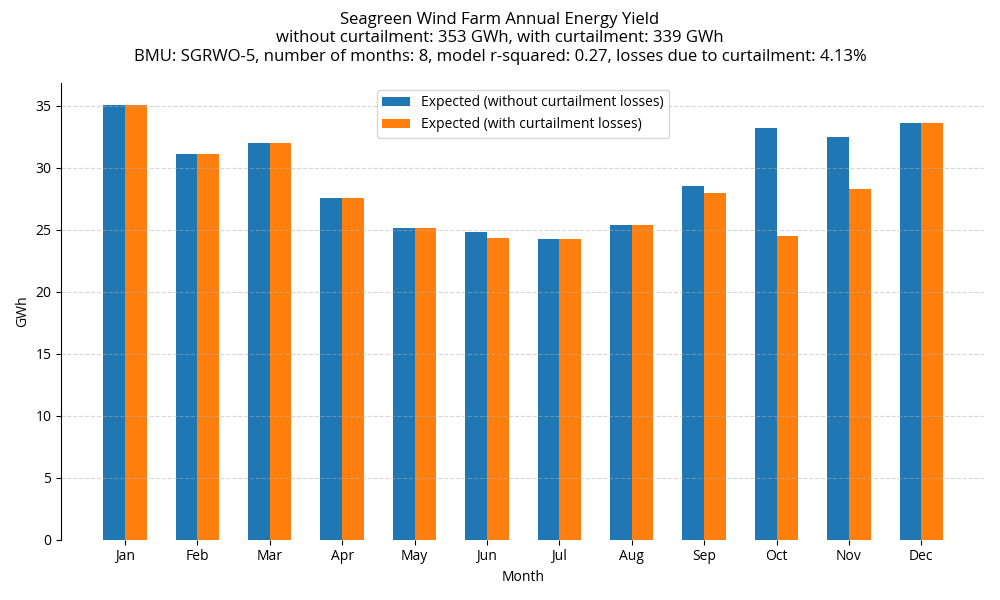 Seagreen Wind Farm Annual Energy Yield
without curtailment: 353 GWh, with curtailment: 339 GWh
BMU: SGRWO-5, number of months: 8, model r-squared: 0.27, losses due to curtailment: 4.13%
Expected (without curtailment losses)
Expected (with curtailment losses)
GWh
35
30
25
20
15
10
5
0
Jan Feb Mar Apr May Jun Jul Aug Sep Oct Nov Dec
Month